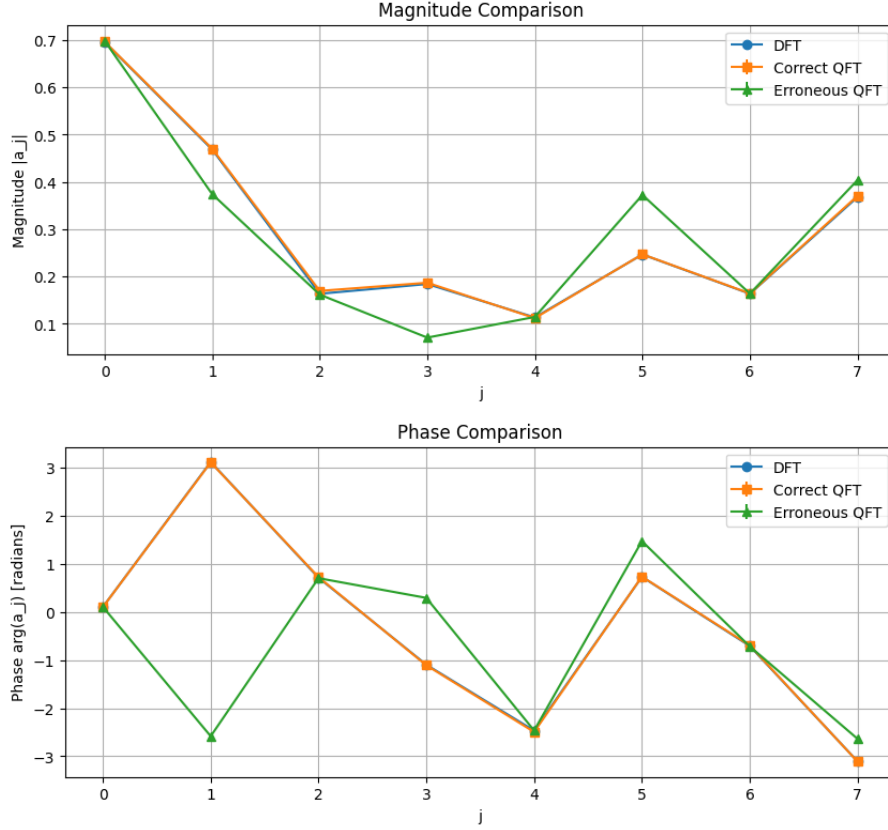 Magnitude Comparison
Magnitude |a_j|
0.7
0.6
0.5
0.4
0.3
0.2
0.1
DFT
Correct QFT
Erroneous QFT
0 1 2 3 4 5 6 7
j
Phase Comparison
Phase arg(a_j) [radians]
3
2
1
0
−1
−2
−3
DFT
Correct QFT
Erroneous QFT
0 1 2 3 4 5 6 7
j